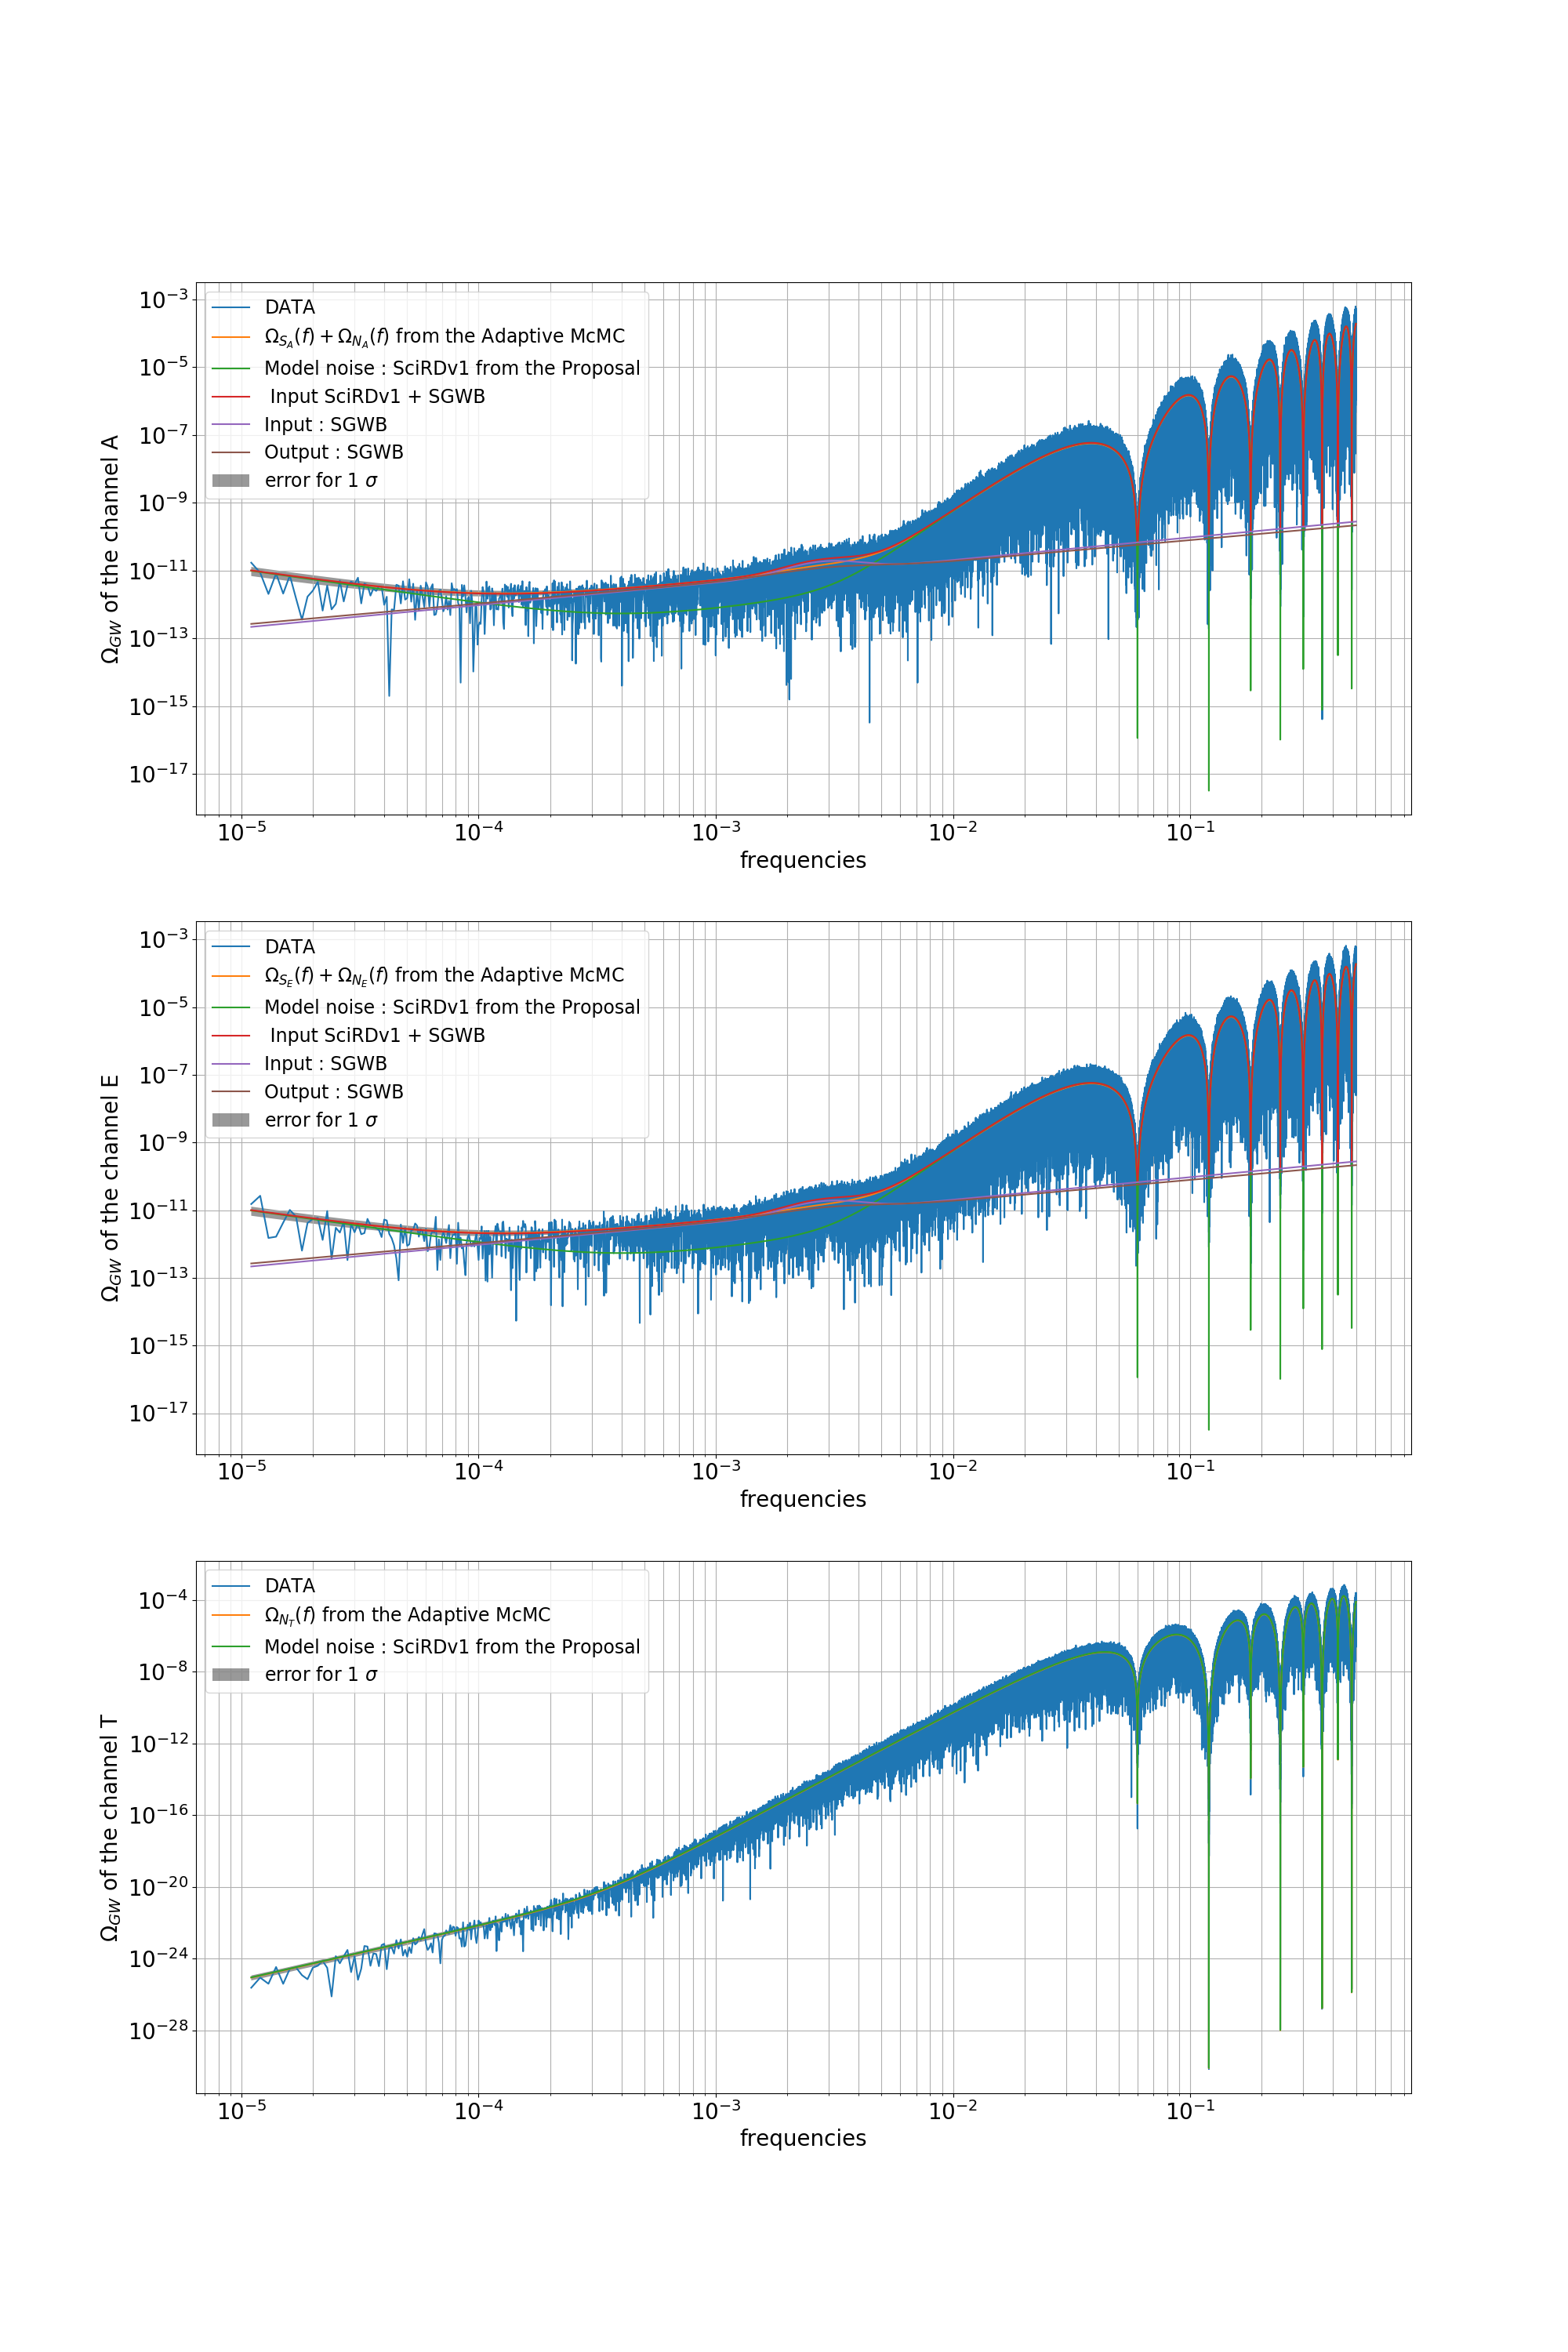 10⁻³
10⁻⁵
10⁻⁷
10⁻⁹
10⁻¹¹
10⁻¹³
10⁻¹⁵
10⁻¹⁷
Ω_GW of the channel A
DATA
Ω_{S_A}(f) + Ω_{N_A}(f) from the Adaptive McMC
Model noise : SciRDv1 from the Proposal
Input SciRDv1 + SGWB
Input : SGWB
Output : SGWB
error for 1 σ
10⁻⁵ 10⁻⁴ 10⁻³ 10⁻² 10⁻¹
frequencies
10⁻³
10⁻⁵
10⁻⁷
10⁻⁹
10⁻¹¹
10⁻¹³
10⁻¹⁵
10⁻¹⁷
Ω_GW of the channel E
DATA
Ω_{S_E}(f) + Ω_{N_E}(f) from the Adaptive McMC
Model noise : SciRDv1 from the Proposal
Input SciRDv1 + SGWB
Input : SGWB
Output : SGWB
error for 1 σ
10⁻⁵ 10⁻⁴ 10⁻³ 10⁻² 10⁻¹
frequencies
10⁻⁴
10⁻⁸
10⁻¹²
10⁻¹⁶
10⁻²⁰
10⁻²⁴
10⁻²⁸
Ω_GW of the channel T
DATA
Ω_{N_T}(f) from the Adaptive McMC
Model noise : SciRDv1 from the Proposal
error for 1 σ
10⁻⁵ 10⁻⁴ 10⁻³ 10⁻² 10⁻¹
frequencies